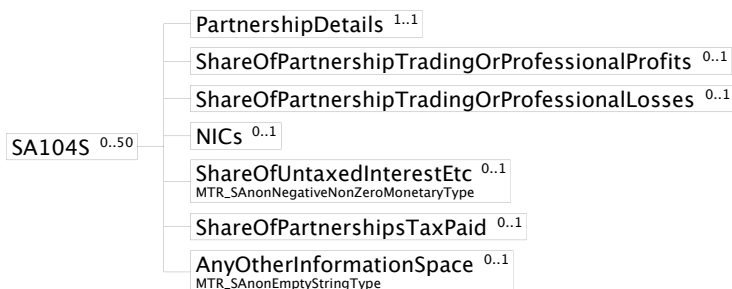 PartnershipDetails 1..1
ShareOfPartnershipTradingOrProfessionalProfits 0..1
ShareOfPartnershipTradingOrProfessionalLosses 0..1
SA104S 0..50
NICs 0..1
ShareOfUntaxedInterestEtc 0..1
MTR_SAnonNegativeNonZeroMonetaryType
ShareOfPartnershipsTaxPaid 0..1
AnyOtherInformationSpace 0..1
MTR_SAnonEmptyStringType